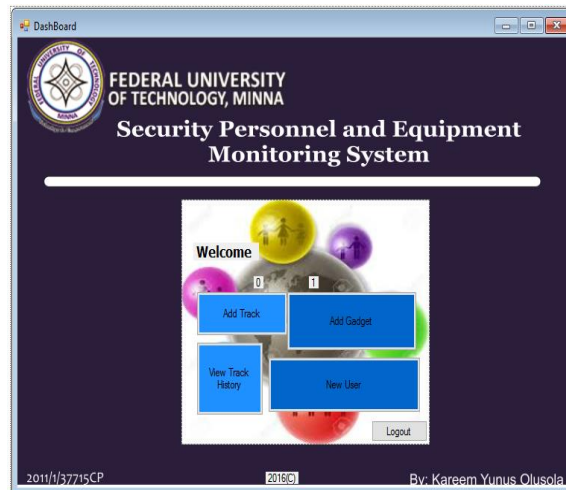 DashBoard
FEDERAL UNIVERSITY
OF TECHNOLOGY, MINNA
Security Personnel and Equipment
Monitoring System
Welcome
0 1
Add Track
Add Gadget
View Track
History
New User
Logout
2011/1/37715CP
2016(C)
By: Kareem Yunus Olusola